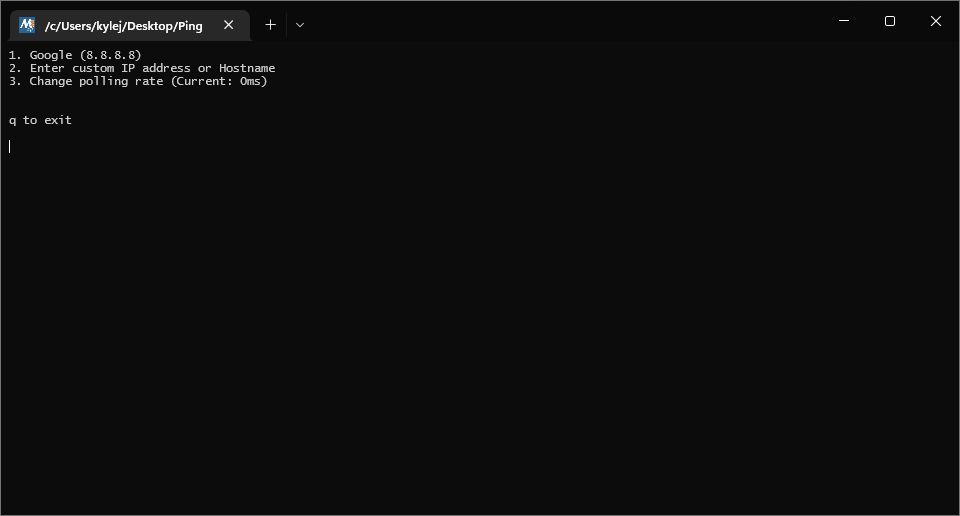 /c/Users/kylej/Desktop/Ping
1. Google (8.8.8.8)
2. Enter custom IP address or Hostname
3. Change polling rate (Current: 0ms)
q to exit